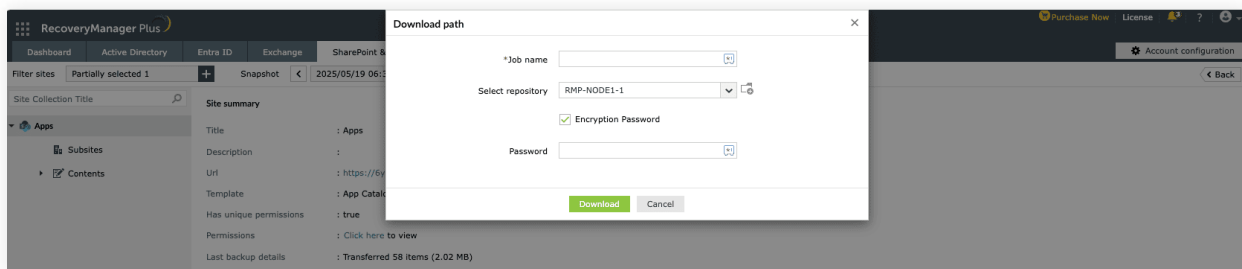 RecoveryManager Plus
Download path
Purchase Now License 3 ?
Dashboard Active Directory Entra ID Exchange SharePoint &
Account configuration
*Job name
Filter sites Partially selected 1 + Snapshot 2025/05/19 06:
Back
Select repository RMP-NODE1-1
Site Collection Title
Site summary
Encryption Password
Apps
Title : Apps
Subsites
Description :
Password
Contents
Url : https://6y
Template : App Catalo
Download Cancel
Has unique permissions : true
Permissions : Click here to view
Last backup details : Transferred 58 items (2.02 MB)